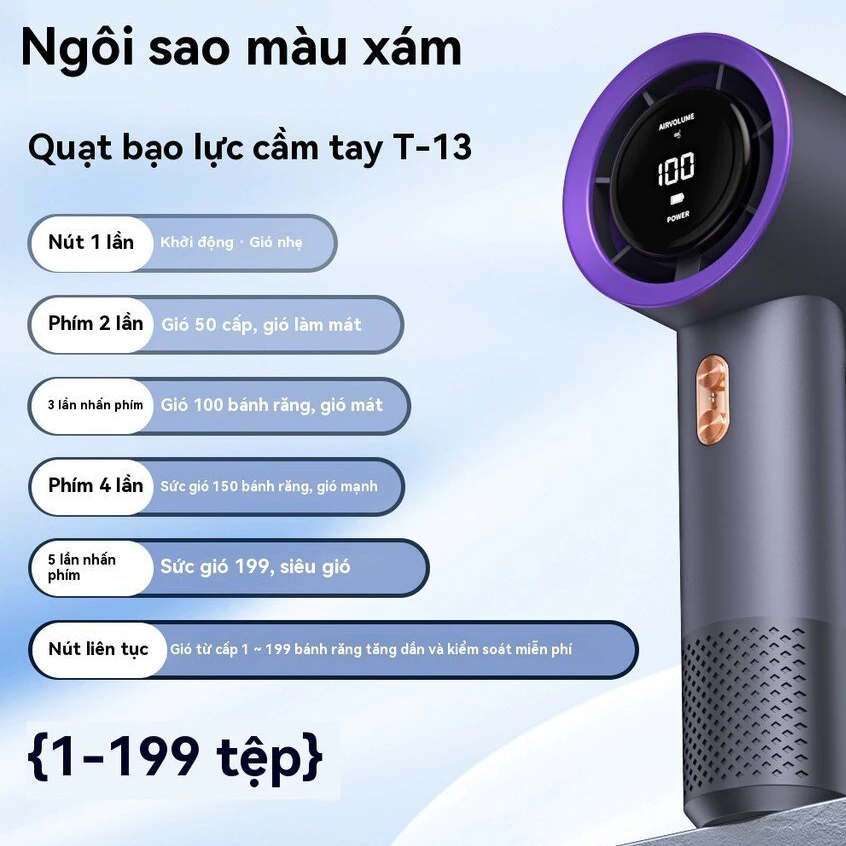 Ngôi sao màu xám
Quạt bạo lực cầm tay T-13
AIRVOLUME
100
POWER
Nút 1 lần Khởi động · Gió nhẹ
Phím 2 lần Gió 50 cấp, gió làm mát
3 lần nhấn phím Gió 100 bánh răng, gió mát
Phím 4 lần Sức gió 150 bánh răng, gió mạnh
5 lần nhấn
phím Sức gió 199, siêu gió
Nút liên tục Gió từ cấp 1 ~ 199 bánh răng tăng dần và kiểm soát miễn phí
{1-199 tệp}